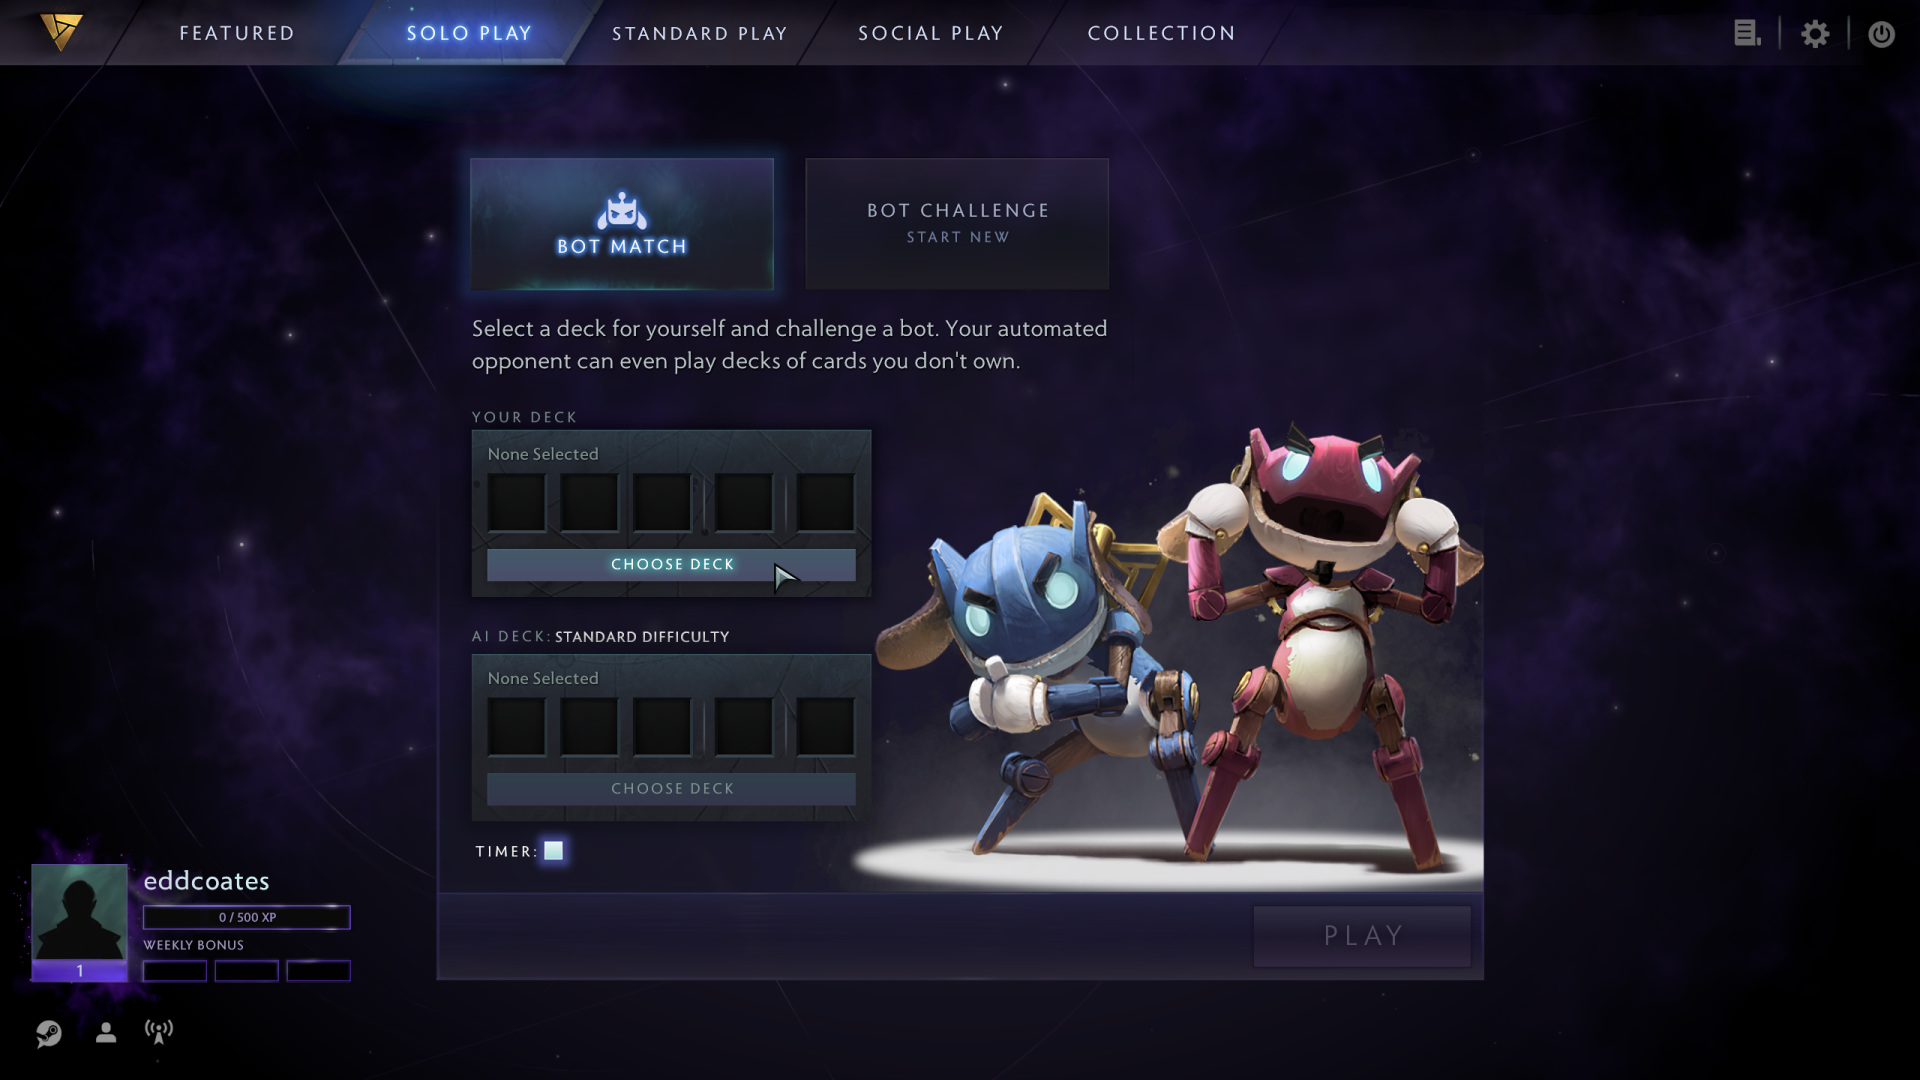 FEATURED
SOLO PLAY
STANDARD PLAY
SOCIAL PLAY
COLLECTION
BOT MATCH
BOT CHALLENGE
START NEW
Select a deck for yourself and challenge a bot. Your automated
opponent can even play decks of cards you don't own.
YOUR DECK
None Selected
CHOOSE DECK
AI DECK: STANDARD DIFFICULTY
None Selected
CHOOSE DECK
TIMER:
PLAY
eddcoates
0 / 500 XP
WEEKLY BONUS
1